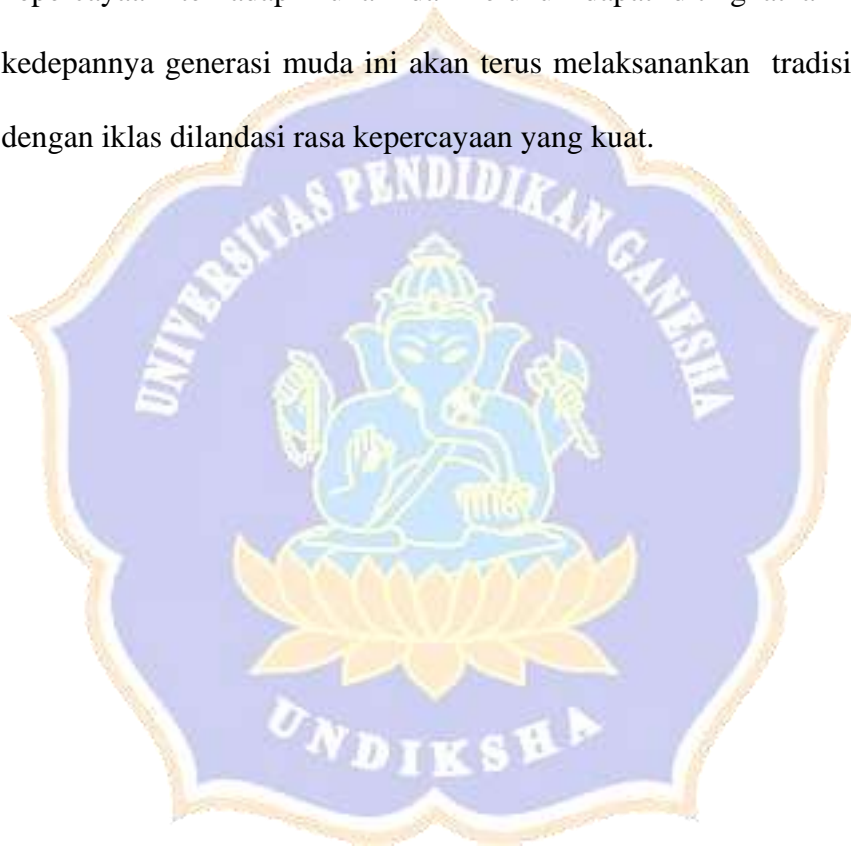 kedepannya generasi muda ini akan terus melaksanankan tradisi
dengan iklas dilandasi rasa kepercayaan yang kuat.
UNIVERSITAS PENDIDIKAN GANESHA
UNDIKSHA